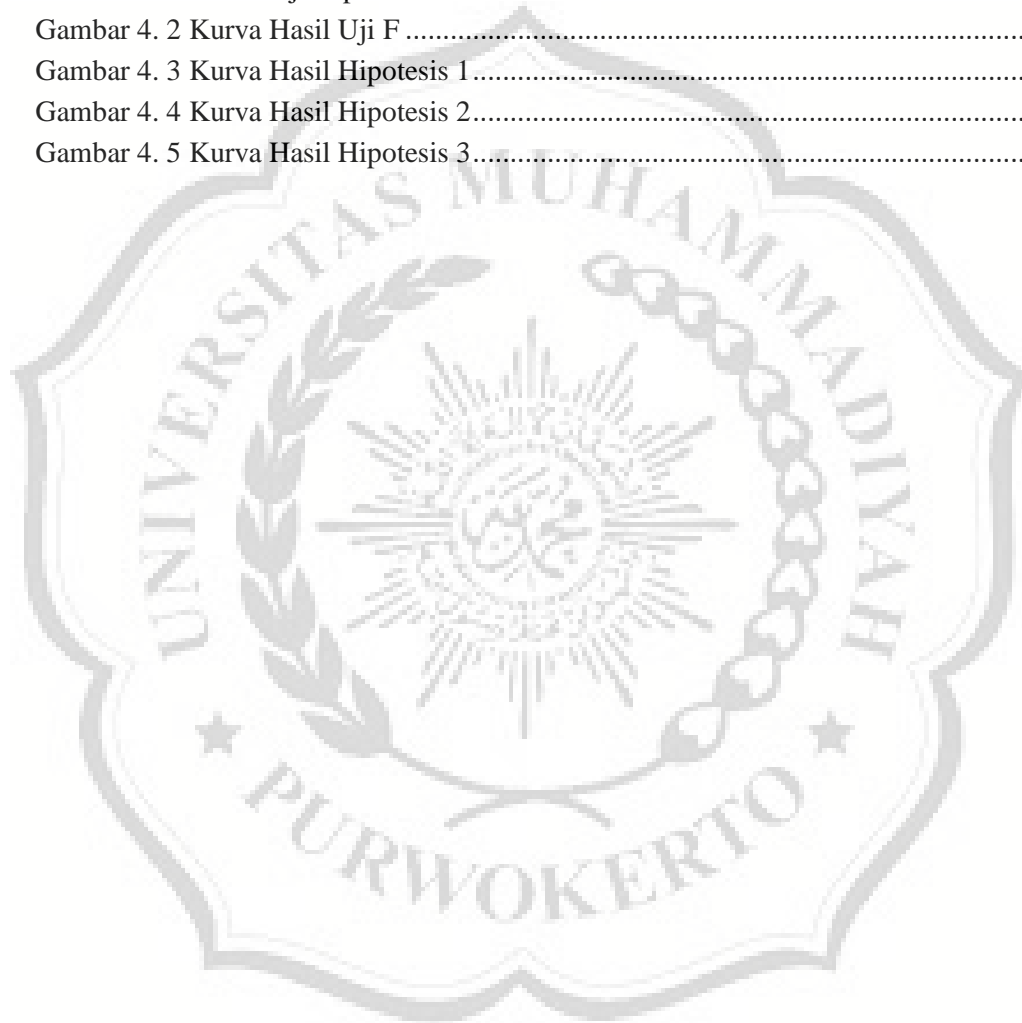 Gambar 4. 2 Kurva Hasil Uji F ..........................................................................................
Gambar 4. 3 Kurva Hasil Hipotesis 1..............................................................................
Gambar 4. 4 Kurva Hasil Hipotesis 2..............................................................................
Gambar 4. 5 Kurva Hasil Hipotesis 3..............................................................................
UNIVERSITAS MUHAMMADIYAH
PURWOKERTO